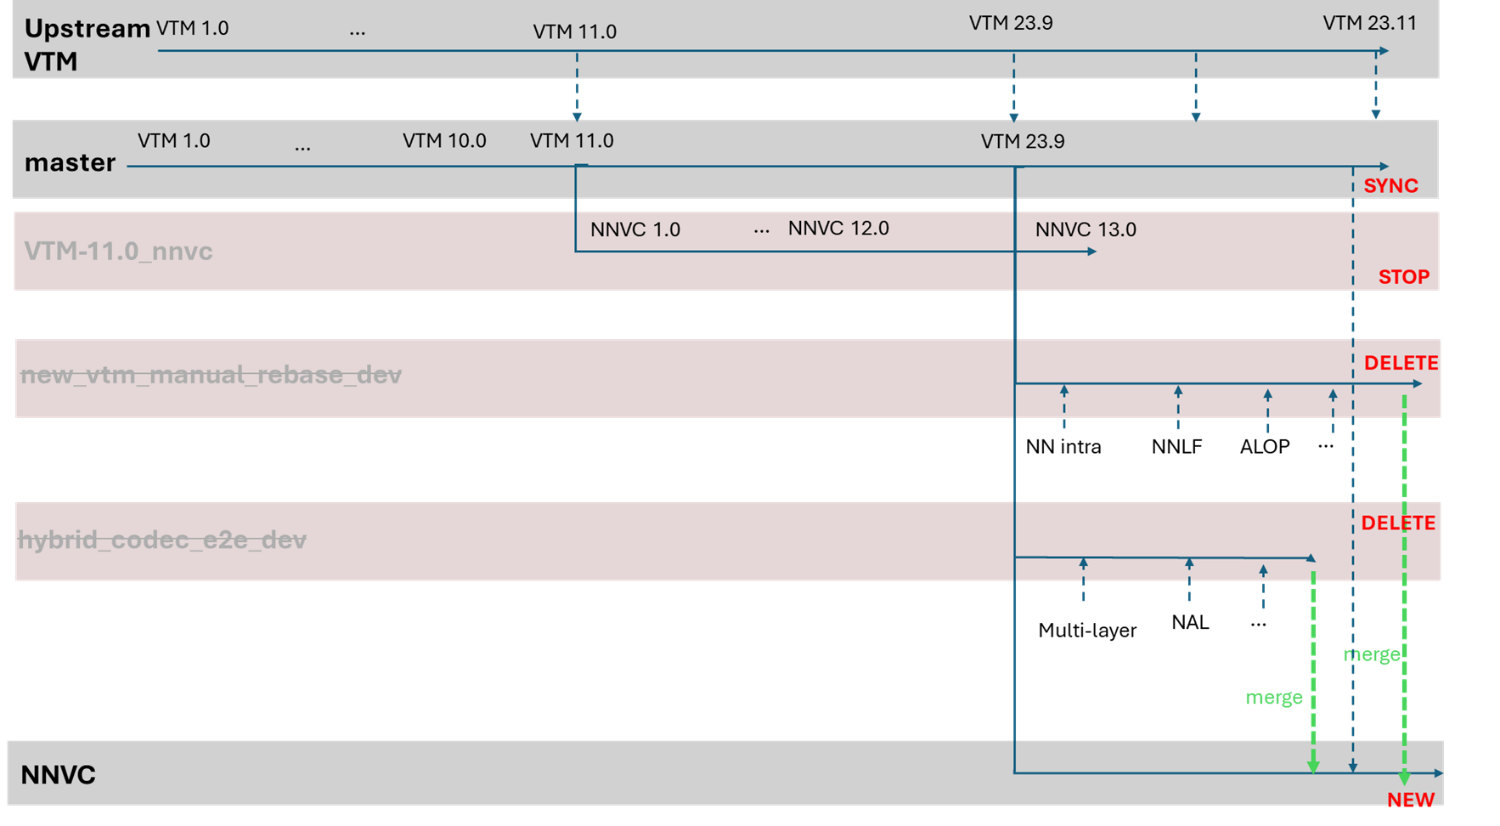 Upstream VTM 1.0 ... VTM 11.0 VTM 23.9 VTM 23.11
VTM
master VTM 1.0 ... VTM 10.0 VTM 11.0 VTM 23.9
SYNC
VTM-11.0_nnvc NNVC 1.0 ... NNVC 12.0 NNVC 13.0
STOP
new_vtm_manual_rebase_dev DELETE
NN intra NNLF ALOP ...
hybrid_codec_e2e_dev DELETE
Multi-layer NAL ...
merge
merge
NNVC
NEW